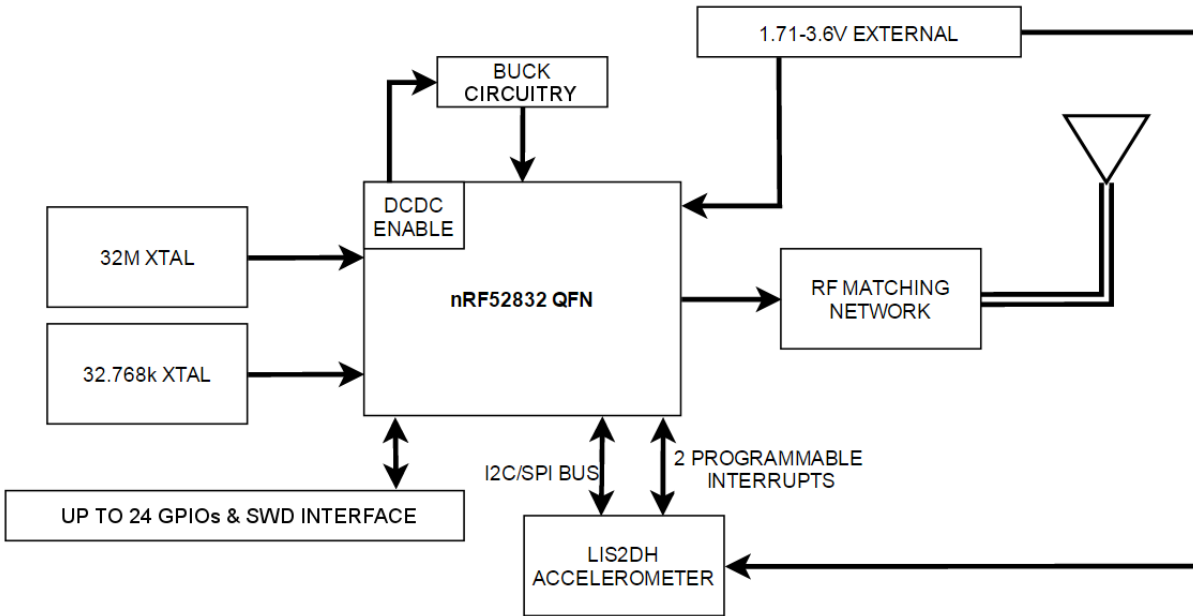 1.71-3.6V EXTERNAL
BUCK
CIRCUITRY
DCDC
ENABLE
32M XTAL
nRF52832 QFN
RF MATCHING
NETWORK
32.768k XTAL
I2C/SPI BUS
2 PROGRAMMABLE
INTERRUPTS
UP TO 24 GPIOs & SWD INTERFACE
LIS2DH
ACCELEROMETER